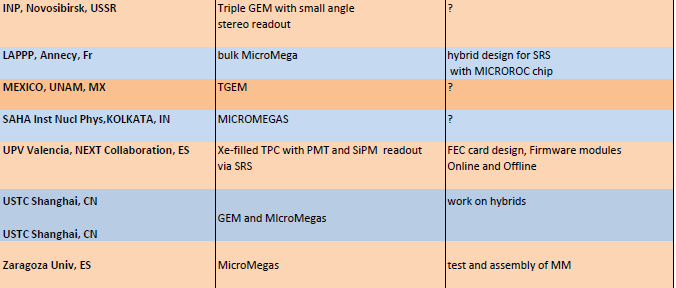 INP, Novosibirsk, USSR
Triple GEM with small angle
stereo readout
?
LAPPP, Annecy, Fr
bulk MicroMega
hybrid design for SRS
with MICROROC chip
MEXICO, UNAM, MX
TGEM
?
SAHA Inst Nucl Phys,KOLKATA, IN
MICROMEGAS
?
UPV Valencia, NEXT Collaboration, ES
Xe-filled TPC with PMT and SiPM readout
via SRS
FEC card design, Firmware modules
Online and Offline
USTC Shanghai, CN
USTC Shanghai, CN
GEM and MIcroMegas
work on hybrids
Zaragoza Univ, ES
MicroMegas
test and assembly of MM